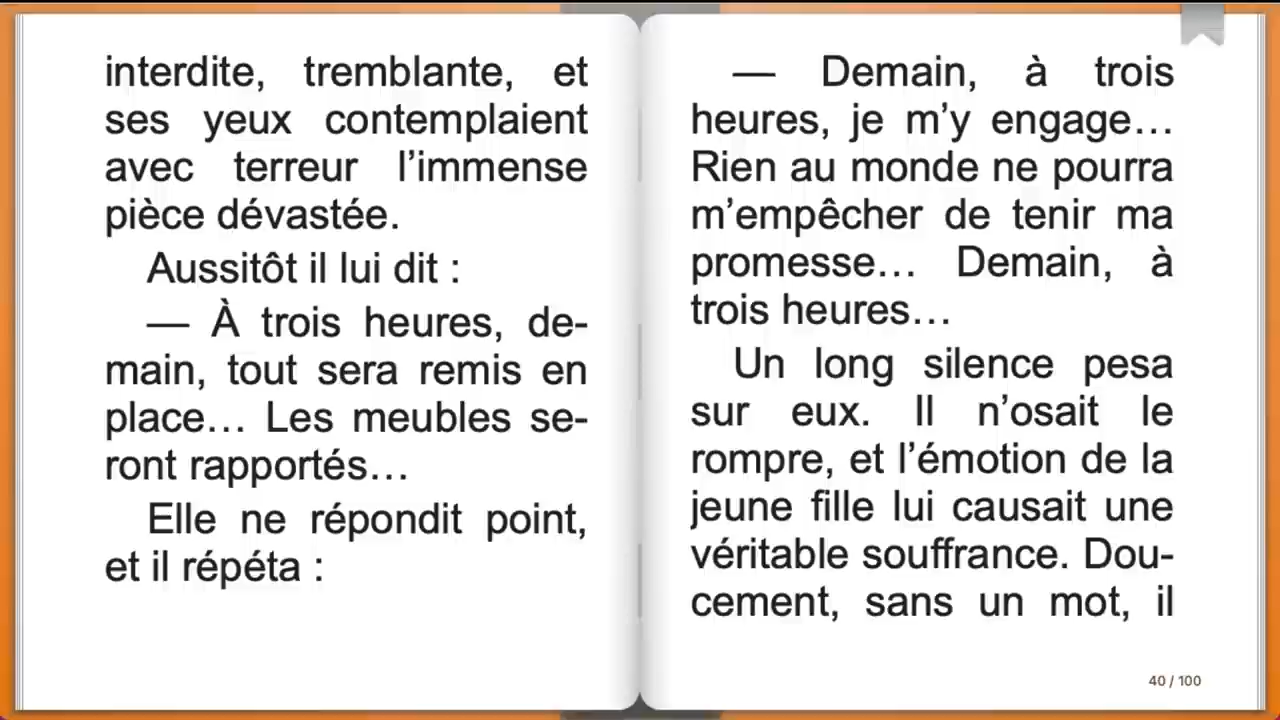 interdite, tremblante, et
ses yeux contemplaient
avec terreur l’immense
pièce dévastée.
Aussitôt il lui dit :
— À trois heures, de-
main, tout sera remis en
place… Les meubles se-
ront rapportés…
Elle ne répondit point,
et il répéta :
— Demain, à trois
heures, je m’y engage…
Rien au monde ne pourra
m’empêcher de tenir ma
promesse… Demain, à
trois heures…
Un long silence pesa
sur eux. Il n’osait le
rompre, et l’émotion de la
jeune fille lui causait une
véritable souffrance. Dou-
cement, sans un mot, il
40 / 100